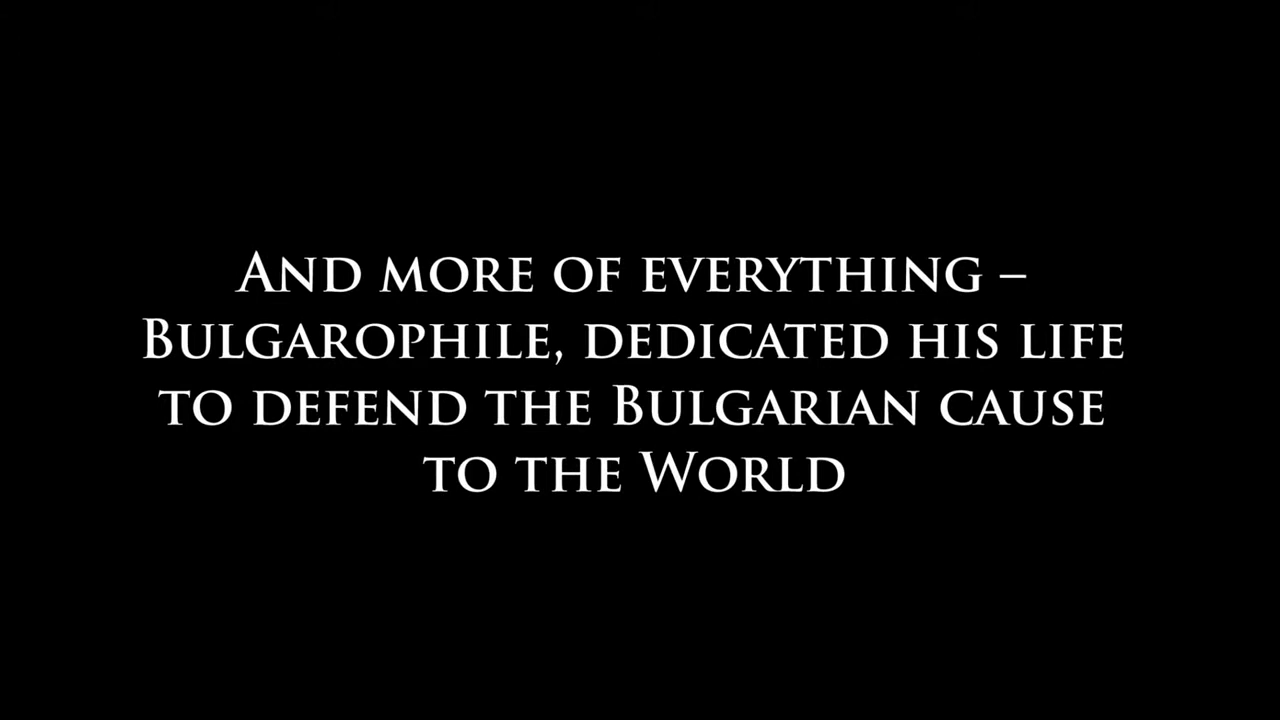 And more of everything –
Bulgarophile, dedicated his life
to defend the Bulgarian cause
to the World